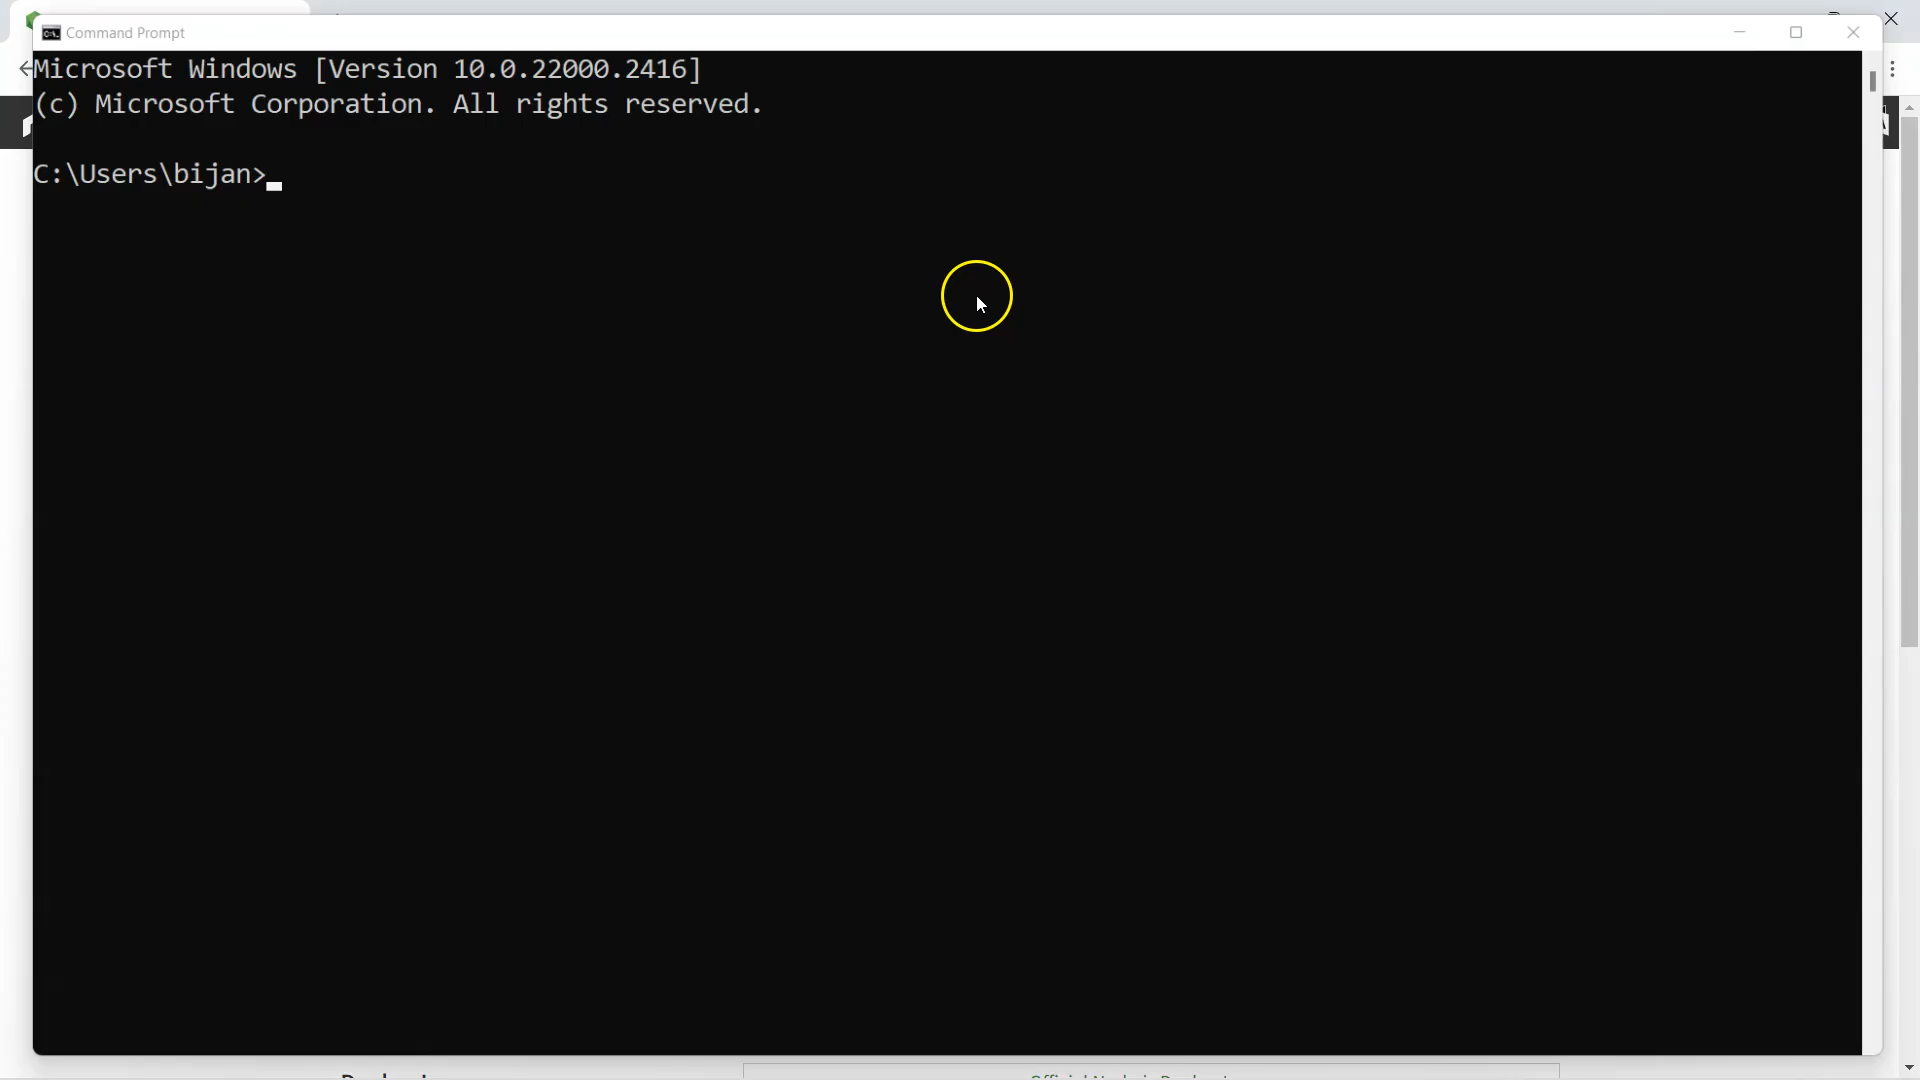 Command Prompt
Microsoft Windows [Version 10.0.22000.2416]
(c) Microsoft Corporation. All rights reserved.
C:\Users\bijan>